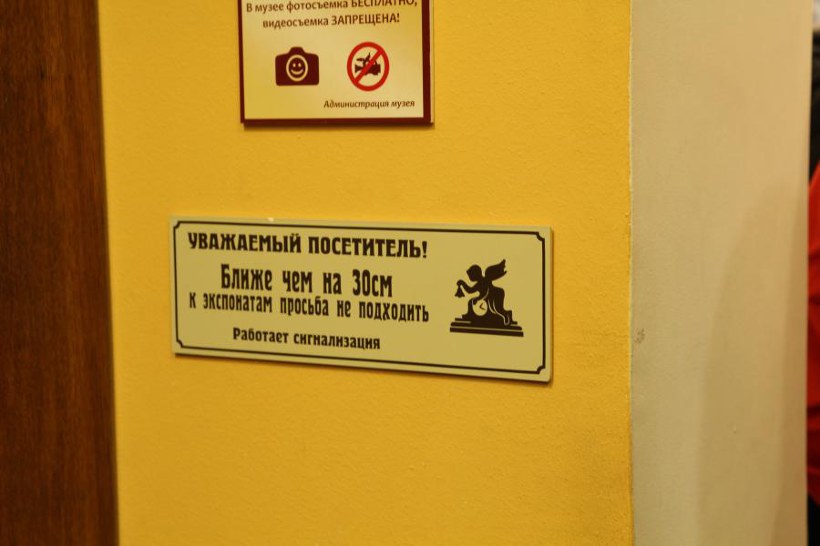 В музее фотосъемка БЕСПЛАТНО,
видеосъемка ЗАПРЕЩЕНА!
Администрация музея
УВАЖАЕМЫЙ ПОСЕТИТЕЛЬ!
Ближе чем на 30см
к экспонатам просьба не подходить
Работает сигнализация